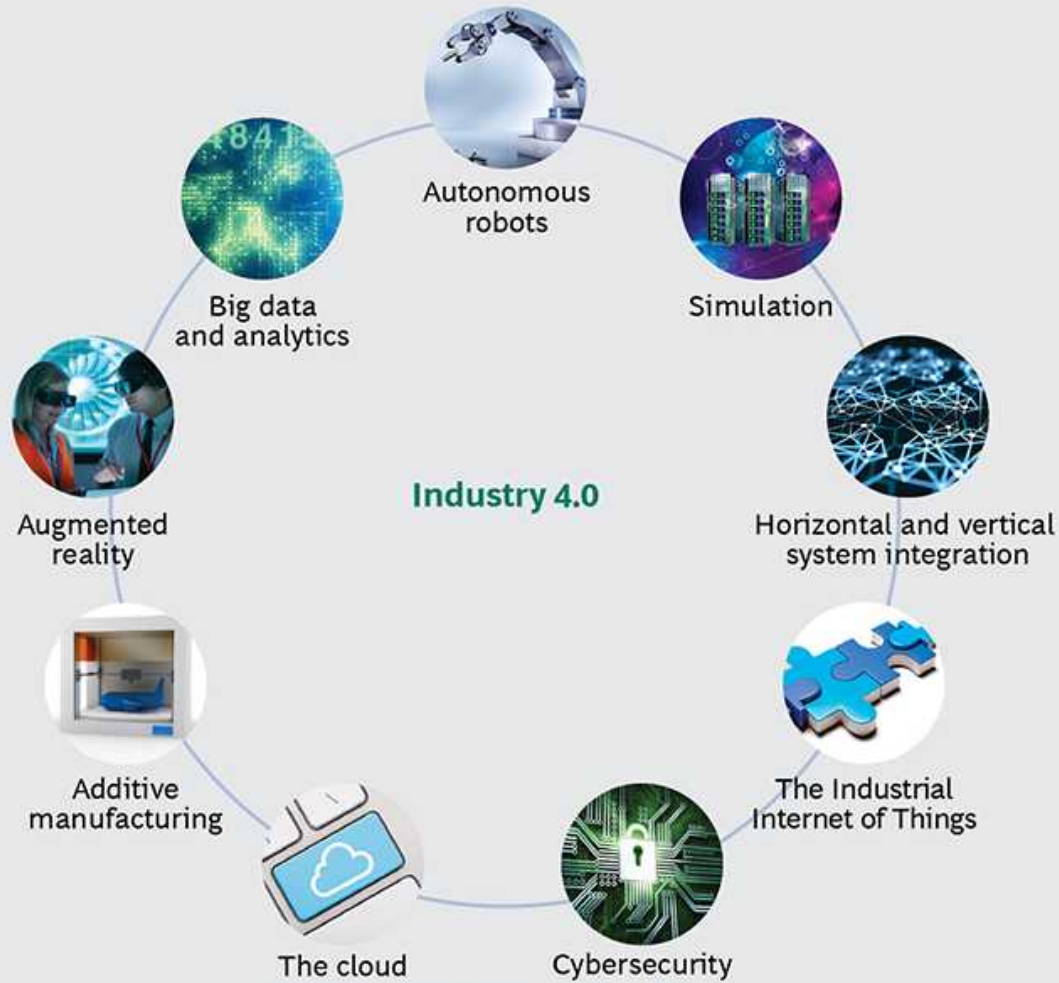 Autonomous
robots
Simulation
Horizontal and vertical
system integration
The Industrial
Internet of Things
Cybersecurity
The cloud
Additive
manufacturing
Augmented
reality
Big data
and analytics
Industry 4.0